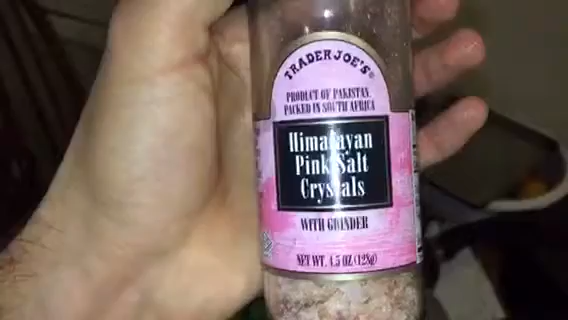 TRADER JOE'S®
PRODUCT OF PAKISTAN.
PACKED IN SOUTH AFRICA
Himalayan
Pink Salt
Crystals
WITH GRINDER
NET WT. 4.5 OZ (128g)